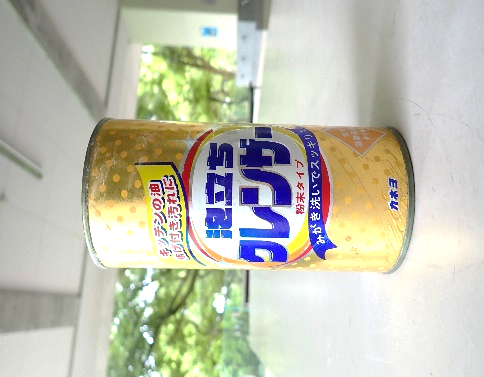 キッチンの油
焦げ付き汚れに
泡立ち
クレンザー
粉末タイプ
みがき洗いでスッキリ
カネヨ